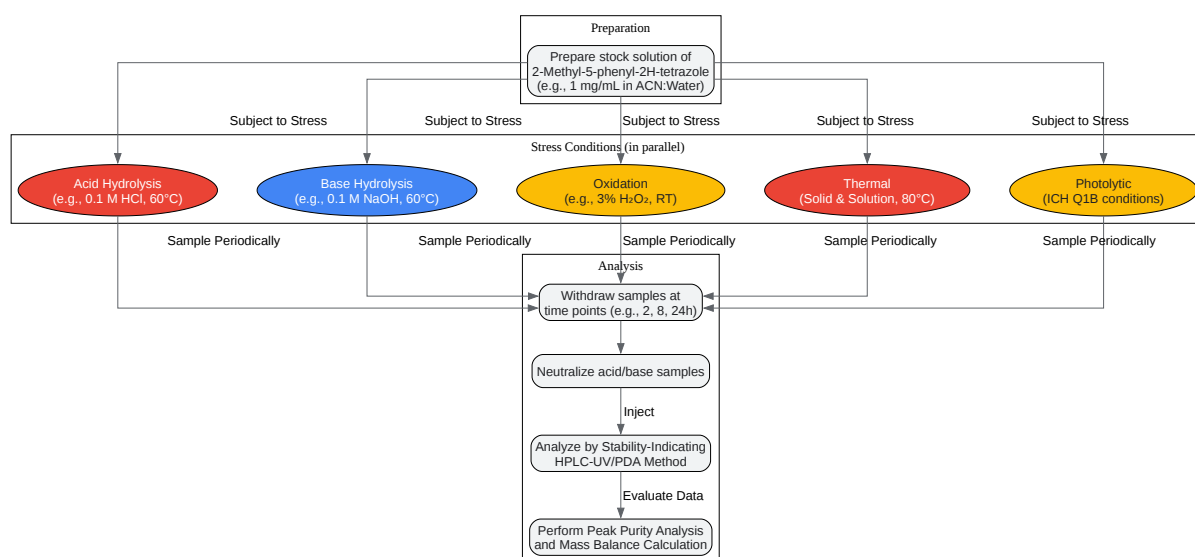 Preparation
Prepare stock solution of
2-Methyl-5-phenyl-2H-tetrazole
(e.g., 1 mg/mL in ACN:Water)
Subject to Stress
Subject to Stress
Subject to Stress
Subject to Stress
Subject to Stress
Stress Conditions (in parallel)
Acid Hydrolysis
(e.g., 0.1 M HCl, 60°C)
Base Hydrolysis
(e.g., 0.1 M NaOH, 60°C)
Oxidation
(e.g., 3% H₂O₂, RT)
Thermal
(Solid & Solution, 80°C)
Photolytic
(ICH Q1B conditions)
Sample Periodically
Sample Periodically
Sample Periodically
Sample Periodically
Sample Periodically
Analysis
Withdraw samples at
time points (e.g., 2, 8, 24h)
Neutralize acid/base samples
Inject
Analyze by Stability-Indicating
HPLC-UV/PDA Method
Evaluate Data
Perform Peak Purity Analysis
and Mass Balance Calculation